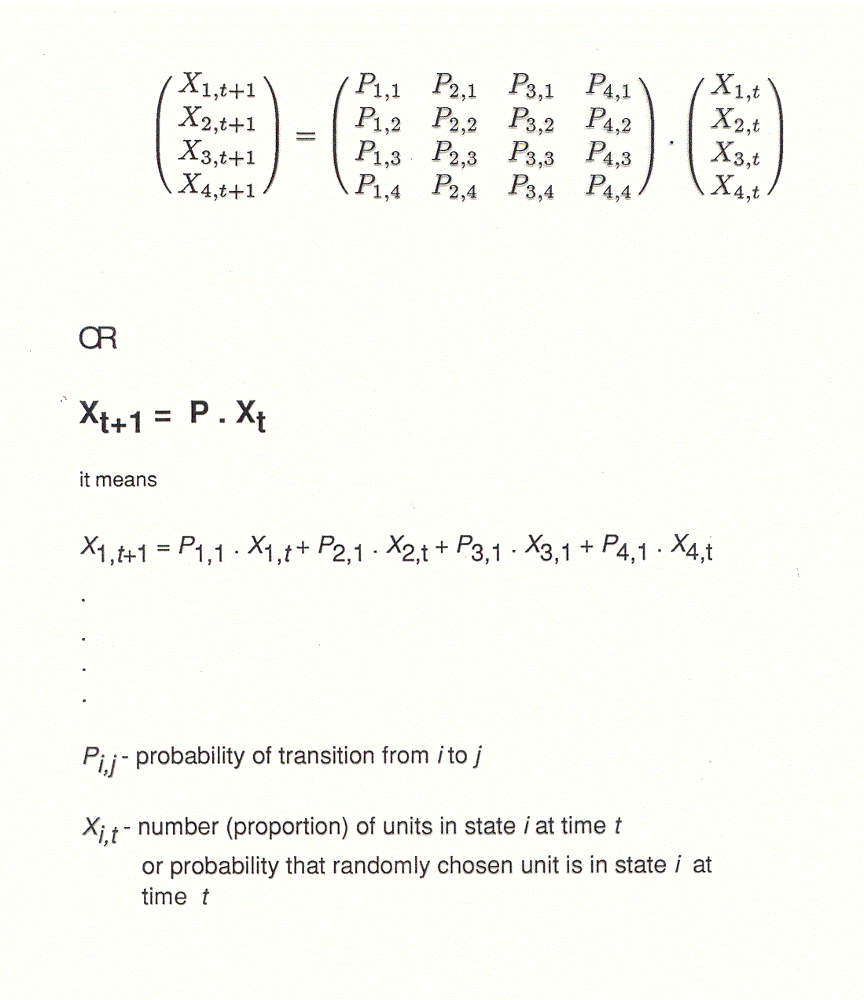 X1,t+1 P1,1 P2,1 P3,1 P4,1 X1,t
X2,t+1 P1,2 P2,2 P3,2 P4,2 X2,t
= .
X3,t+1 P1,3 P2,3 P3,3 P4,3 X3,t
X4,t+1 P1,4 P2,4 P3,4 P4,4 X4,t
OR
Xt+1 = P . Xt
it means
X1,t+1 = P1,1 . X1,t + P2,1 . X2,t + P3,1 . X3,1 + P4,1 . X4,t
.
.
.
.
Pi,j - probability of transition from i to j
Xi,t - number (proportion) of units in state i at time t
or probability that randomly chosen unit is in state i at
time t